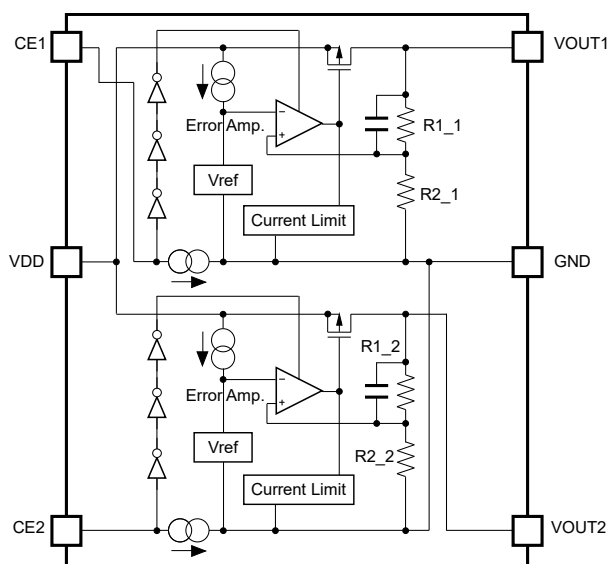 CE1
VOUT1
−
Error Amp.
+
R1_1
Vref
R2_1
Current Limit
VDD
GND
R1_2
−
Error Amp.
+
Vref
R2_2
Current Limit
CE2
VOUT2